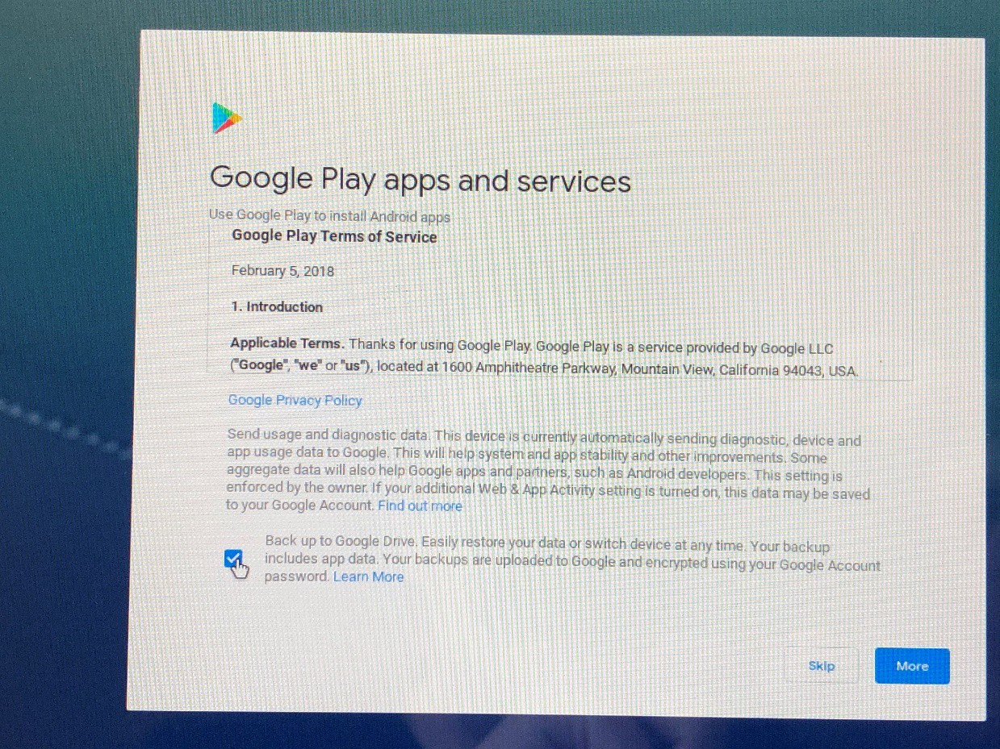 Google Play apps and services
Use Google Play to install Android apps
Google Play Terms of Service
February 5, 2018
1. Introduction
Applicable Terms. Thanks for using Google Play. Google Play is a service provided by Google LLC
("Google", "we" or "us"), located at 1600 Amphitheatre Parkway, Mountain View, California 94043, USA.
Google Privacy Policy
Send usage and diagnostic data. This device is currently automatically sending diagnostic, device and
app usage data to Google. This will help system and app stability and other improvements. Some
aggregate data will also help Google apps and partners, such as Android developers. This setting is
enforced by the owner. If your additional Web & App Activity setting is turned on, this data may be saved
to your Google Account. Find out more
Back up to Google Drive. Easily restore your data or switch device at any time. Your backup
includes app data. Your backups are uploaded to Google and encrypted using your Google Account
password. Learn More
Skip
More